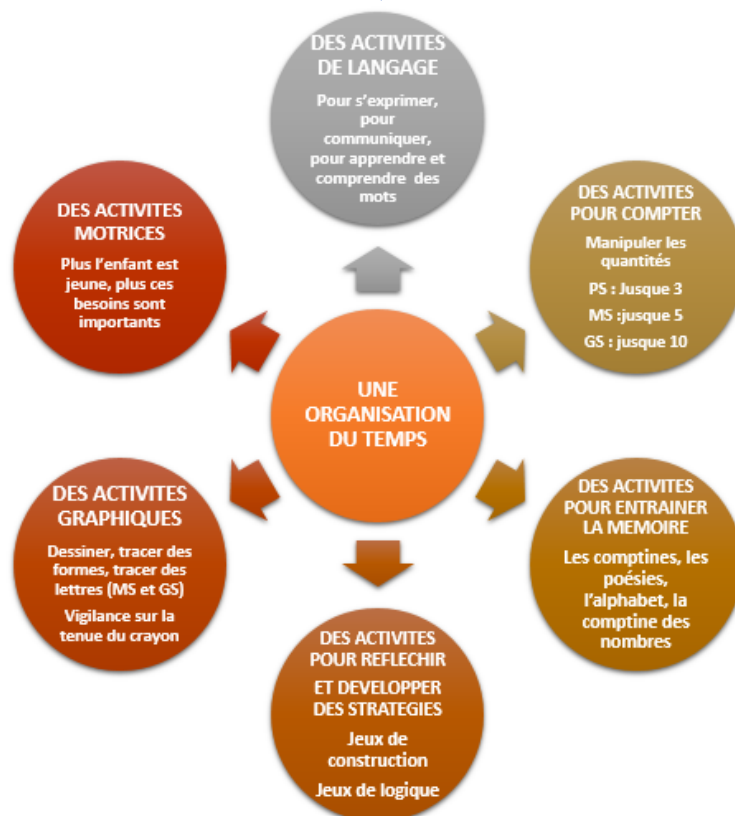 DES ACTIVITES
DE LANGAGE
Pour s'exprimer,
pour
communiquer,
pour apprendre et
comprendre des
mots
DES ACTIVITES
POUR COMPTER
Manipuler les
quantités
PS : Jusque 3
MS :jusque 5
GS : jusque 10
DES ACTIVITES
POUR ENTRAINER
LA MEMOIRE
Les comptines, les
poésies,
l'alphabet, la
comptine des
nombres
DES ACTIVITES
POUR REFLECHIR
ET DEVELOPPER
DES STRATEGIES
Jeux de
construction
Jeux de logique
DES ACTIVITES
GRAPHIQUES
Dessiner, tracer des
formes, tracer des
lettres (MS et GS)
Vigilance sur la
tenue du crayon
DES ACTIVITES
MOTRICES
Plus l'enfant est
jeune, plus ces
besoins sont
importants
UNE
ORGANISATION
DU TEMPS